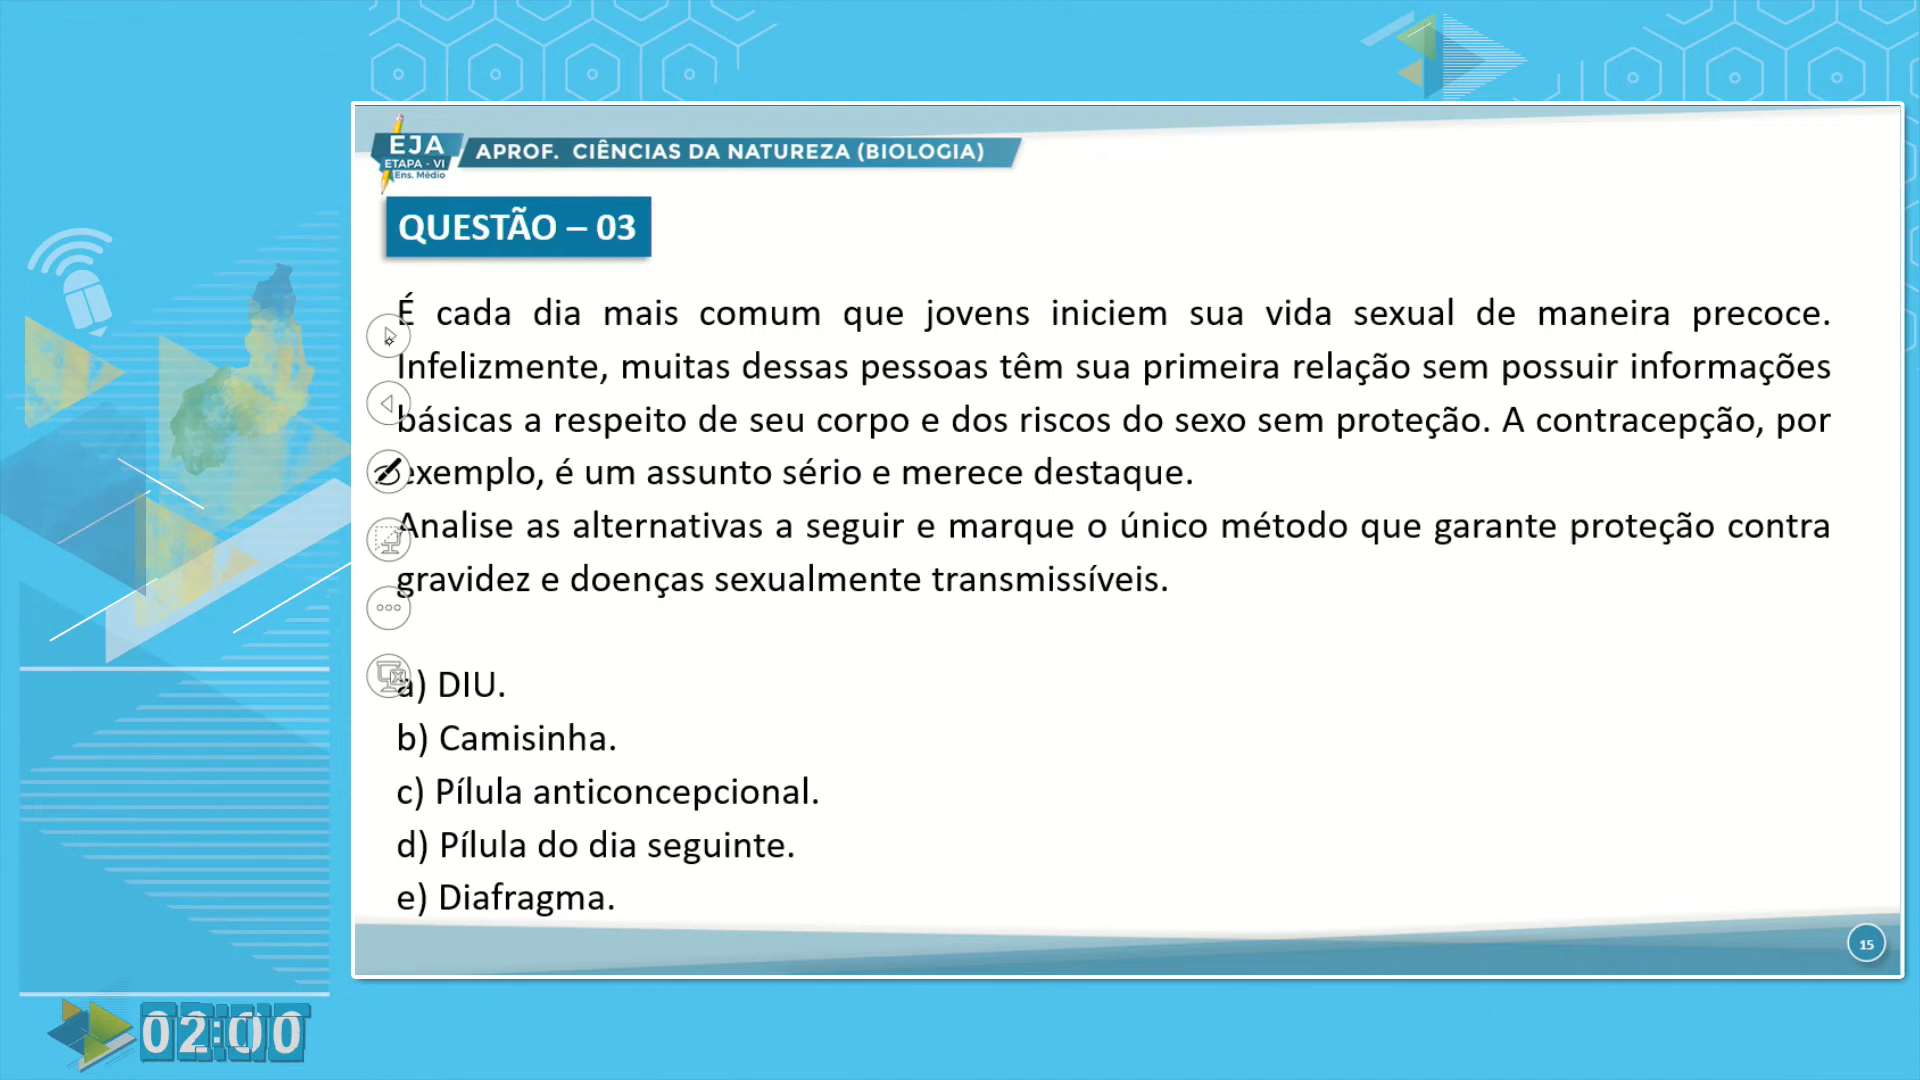 EJA
ETAPA - VI
Ens. Médio
APROF. CIÊNCIAS DA NATUREZA (BIOLOGIA)
QUESTÃO – 03
É cada dia mais comum que jovens iniciem sua vida sexual de maneira precoce.
Infelizmente, muitas dessas pessoas têm sua primeira relação sem possuir informações
básicas a respeito de seu corpo e dos riscos do sexo sem proteção. A contracepção, por
exemplo, é um assunto sério e merece destaque.
Analise as alternativas a seguir e marque o único método que garante proteção contra
gravidez e doenças sexualmente transmissíveis.
a) DIU.
b) Camisinha.
c) Pílula anticoncepcional.
d) Pílula do dia seguinte.
e) Diafragma.
15
02:00